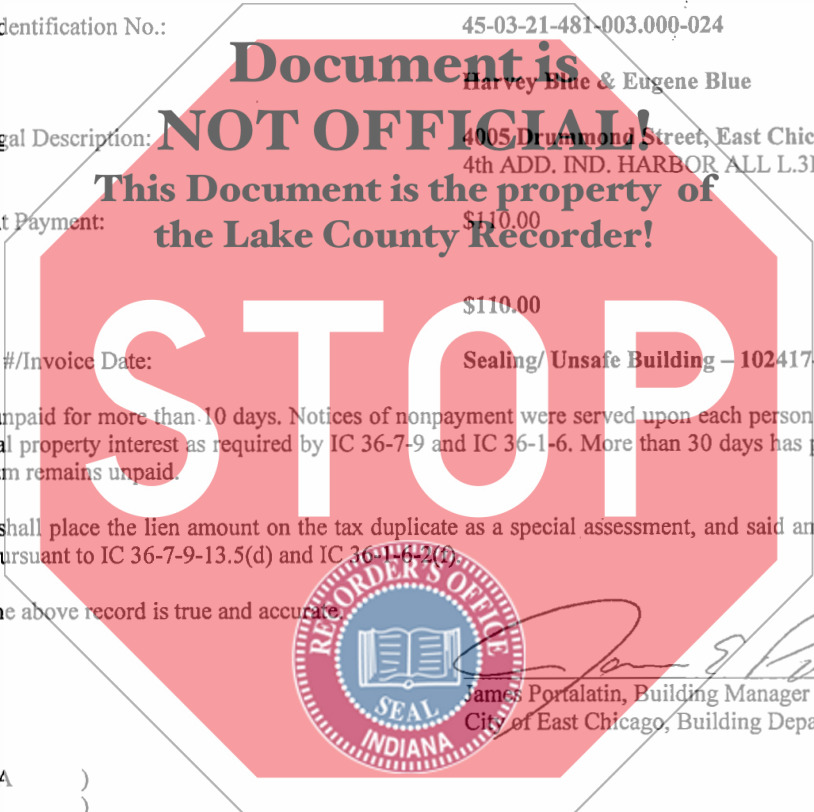 dentification No.: 45-03-21-481-003.000-024
Document is
Harvey Blue & Eugene Blue
NOT OFFICIAL!
gal Description: 4005 Drummond Street, East Chic
4th ADD. IND. HARBOR ALL L.3
This Document is the property of
t Payment: $110.00
the Lake County Recorder!
$110.00
STOP
#/Invoice Date: Sealing/ Unsafe Building – 102417-
npaid for more than 10 days. Notices of nonpayment were served upon each person
al property interest as required by IC 36-7-9 and IC 36-1-6. More than 30 days has p
m remains unpaid.
shall place the lien amount on the tax duplicate as a special assessment, and said am
ursuant to IC 36-7-9-13.5(d) and IC 36-1-6-2(f).
e above record is true and accurate.
RECORDER'S OFFICE
SEAL
INDIANA
James Portalatin, Building Manager
City of East Chicago, Building Depa
A )
)